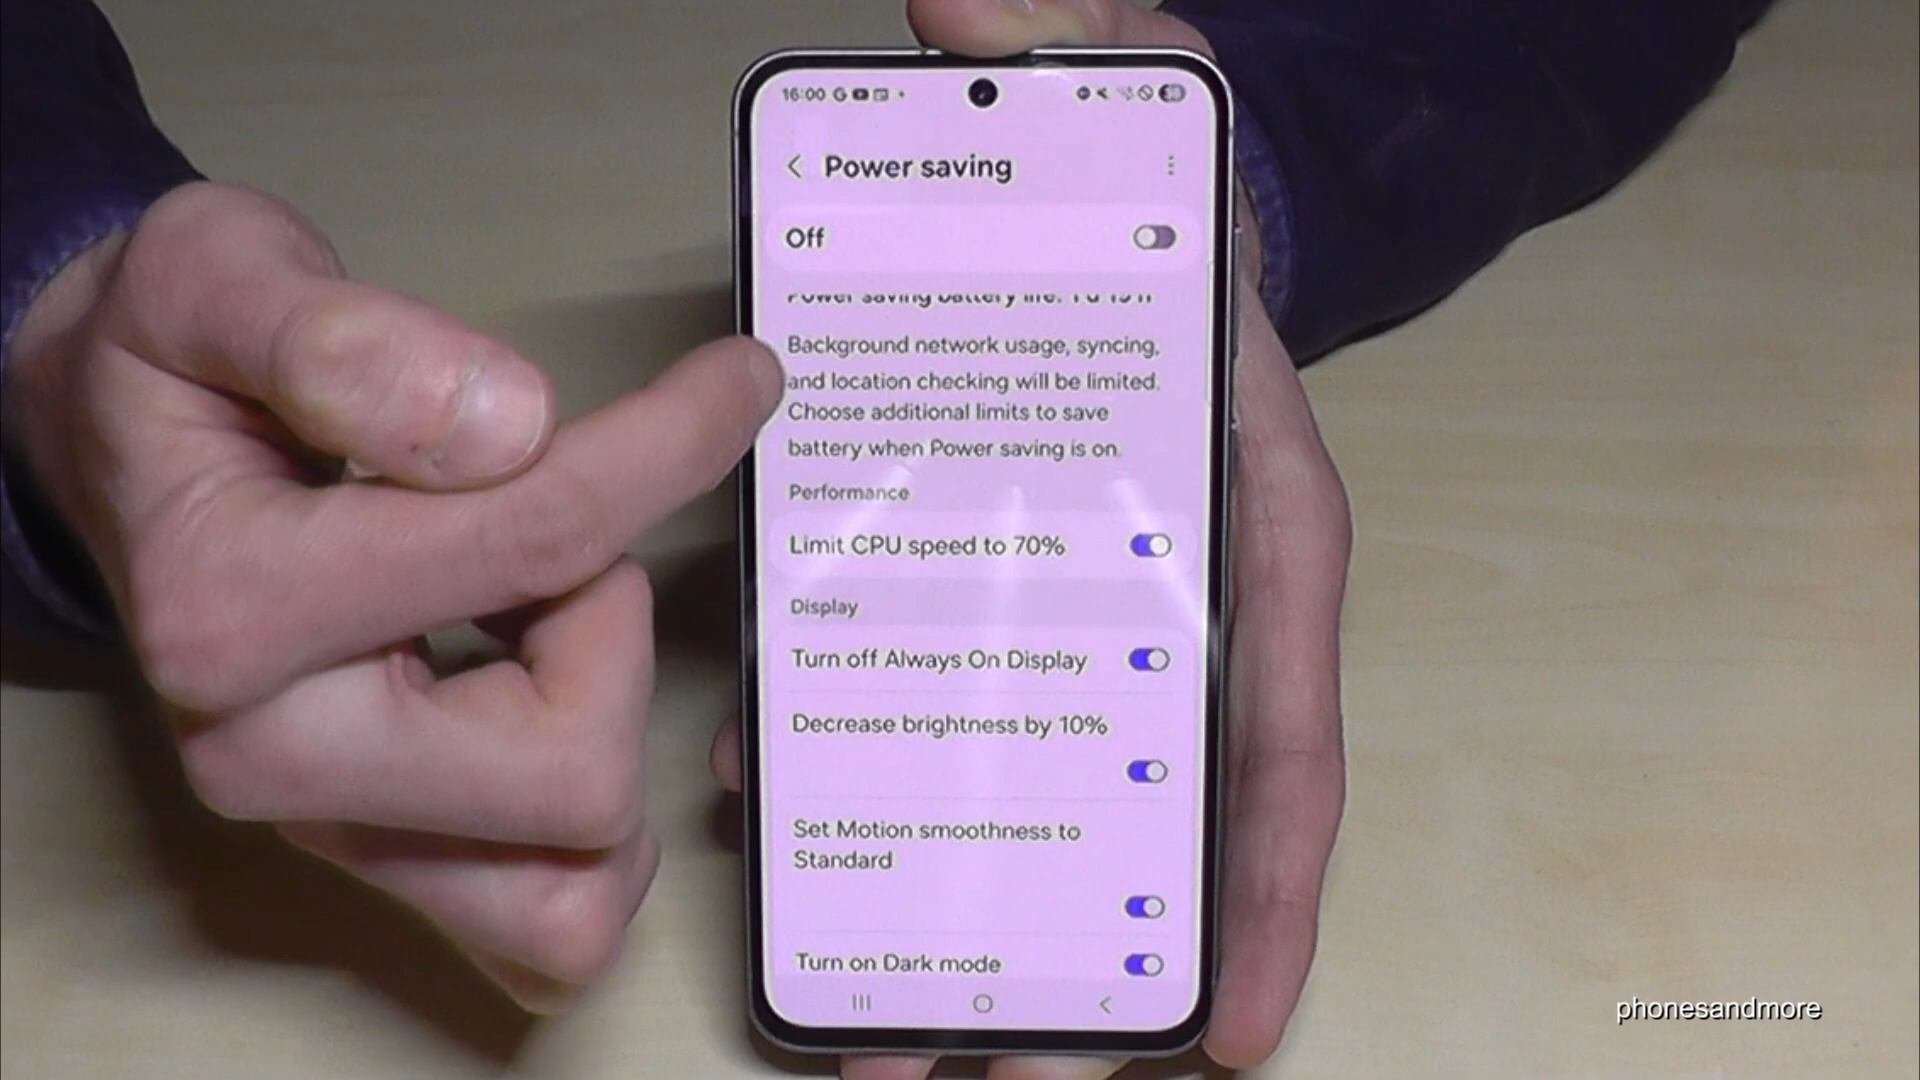 16:00
Power saving
Off
Power saving battery life: 1 d 15 h
Background network usage, syncing,
and location checking will be limited.
Choose additional limits to save
battery when Power saving is on.
Performance
Limit CPU speed to 70%
Display
Turn off Always On Display
Decrease brightness by 10%
Set Motion smoothness to
Standard
Turn on Dark mode
phonesandmore